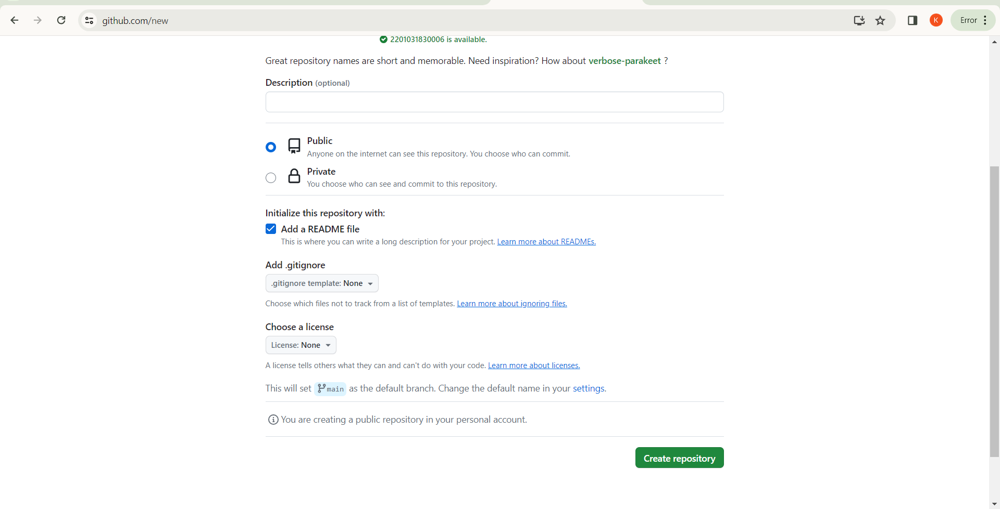 github.com/new
K
Error
2201031830006 is available.
Great repository names are short and memorable. Need inspiration? How about verbose-parakeet ?
Description (optional)
Public
Anyone on the internet can see this repository. You choose who can commit.
Private
You choose who can see and commit to this repository.
Initialize this repository with:
Add a README file
This is where you can write a long description for your project. Learn more about READMEs.
Add .gitignore
.gitignore template: None
Choose which files not to track from a list of templates. Learn more about ignoring files.
Choose a license
License: None
A license tells others what they can and can't do with your code. Learn more about licenses.
This will set main as the default branch. Change the default name in your settings.
You are creating a public repository in your personal account.
Create repository